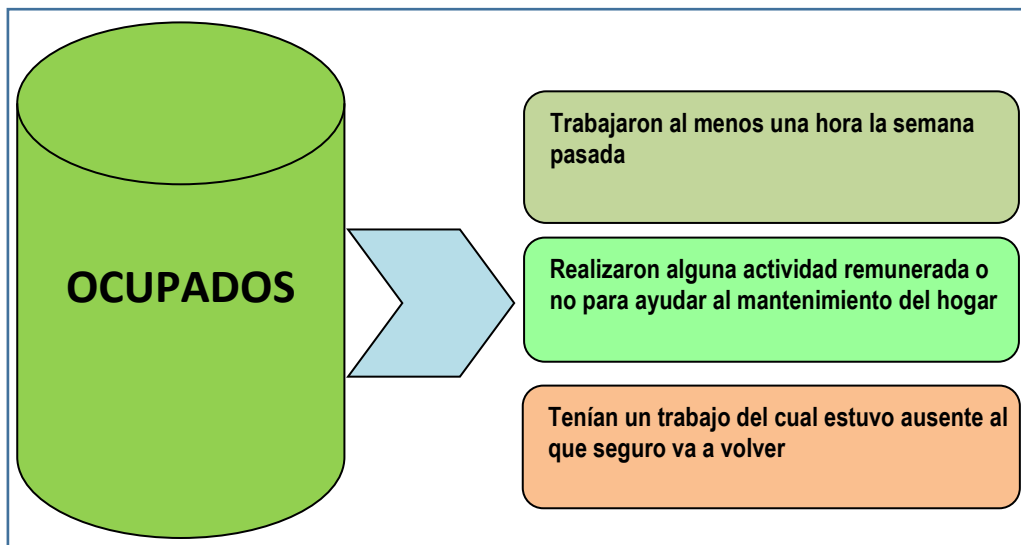 OCUPADOS
Trabajaron al menos una hora la semana
pasada
Realizaron alguna actividad remunerada o
no para ayudar al mantenimiento del hogar
Tenían un trabajo del cual estuvo ausente al
que seguro va a volver